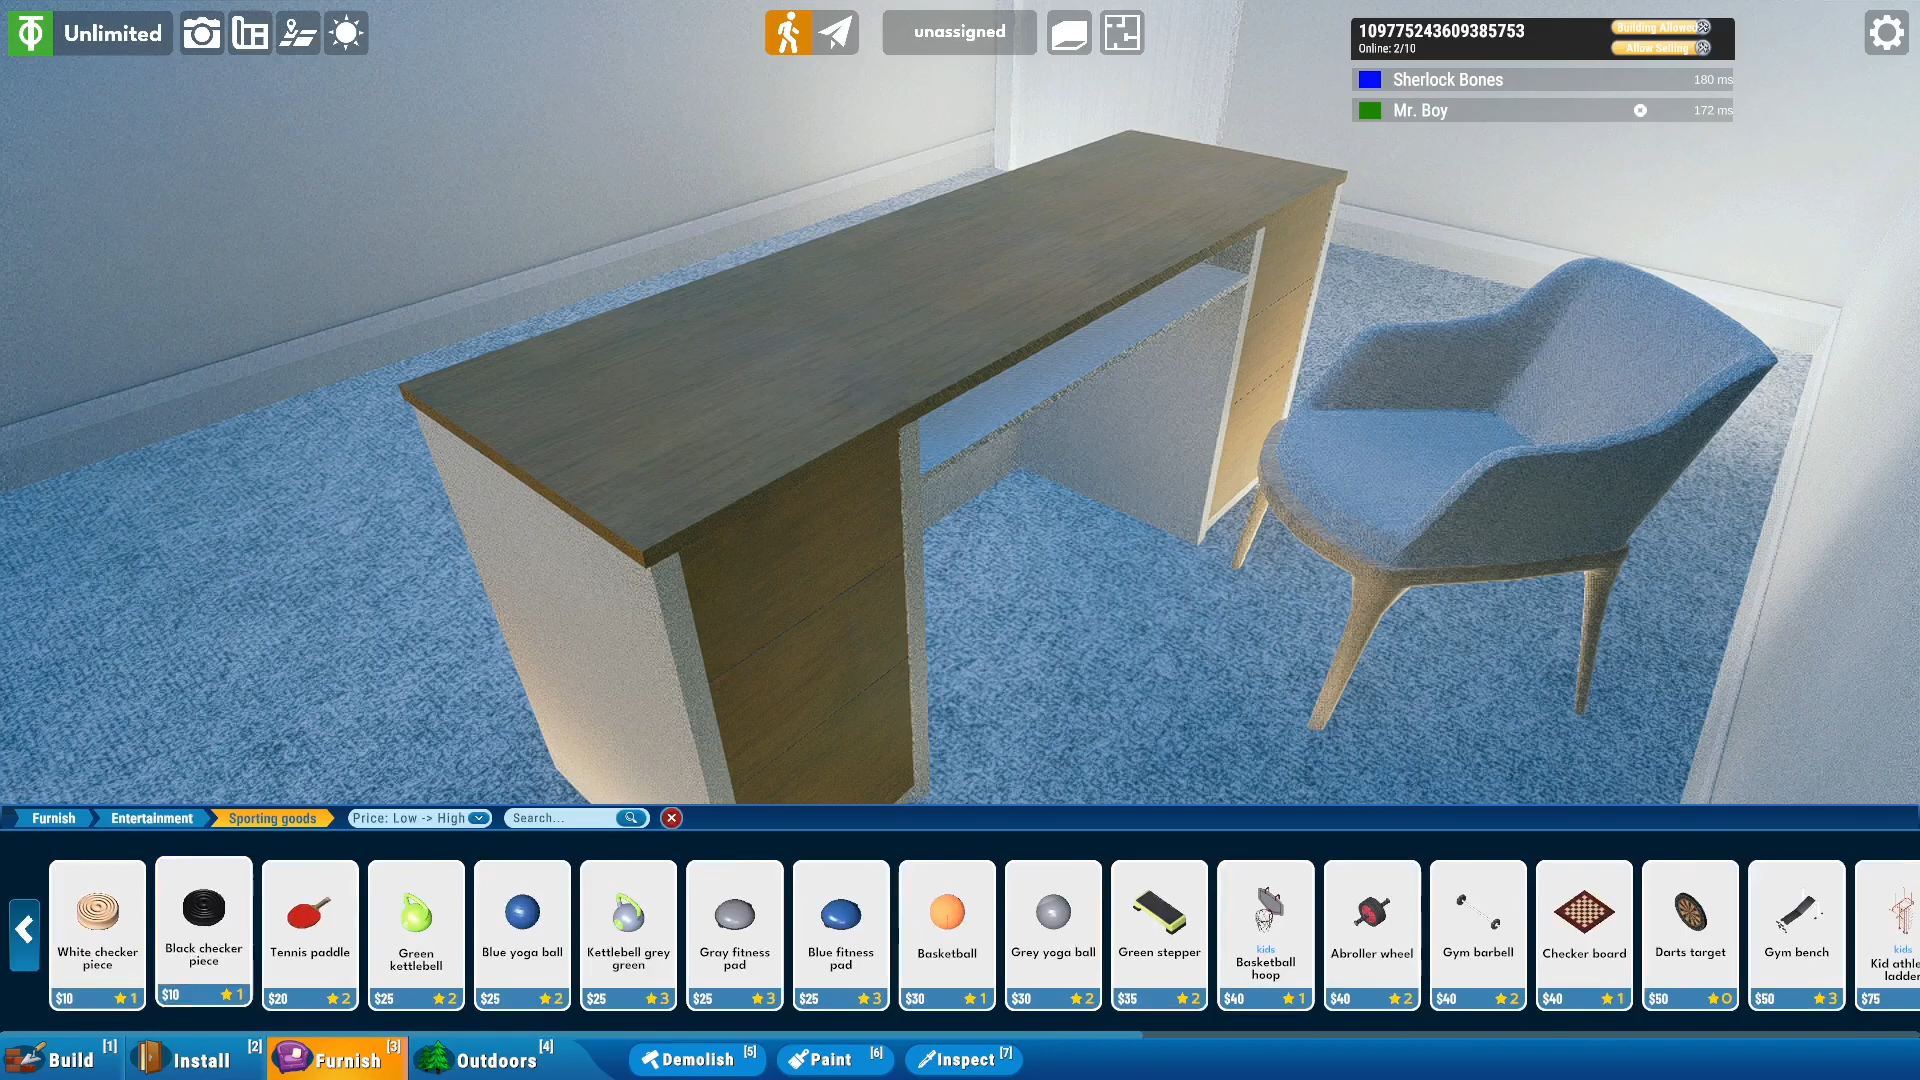 Unlimited
unassigned
109775243609385753
Building Allowed
Online: 2/10
Allow Selling
Sherlock Bones
180 ms
Mr. Boy
172 ms
Furnish
Entertainment
Sporting goods
Price: Low -> High
Search...
White checker
piece
$10
1
Black checker
piece
$10
1
Tennis paddle
$20
2
Green
kettlebell
$25
2
Blue yoga ball
$25
2
Kettlebell grey
green
$25
3
Gray fitness
pad
$25
3
Blue fitness
pad
$25
3
Basketball
$30
1
Grey yoga ball
$30
2
Green stepper
$35
2
kids
Basketball
hoop
$40
1
Abroller wheel
$40
2
Gym barbell
$40
2
Checker board
$40
1
Darts target
$50
0
Gym bench
$50
3
kids
Kid athle
ladder
$75
Build [1]
Install [2]
Furnish [3]
Outdoors [4]
Demolish [5]
Paint [6]
Inspect [7]